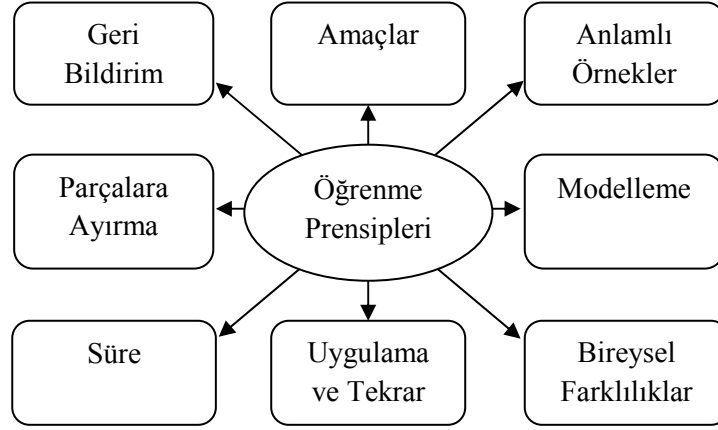 Geri
Bildirim
Amaçlar
Anlamlı
Örnekler
Parçalara
Ayırma
Öğrenme
Prensipleri
Modelleme
Süre
Uygulama
ve Tekrar
Bireysel
Farklılıklar